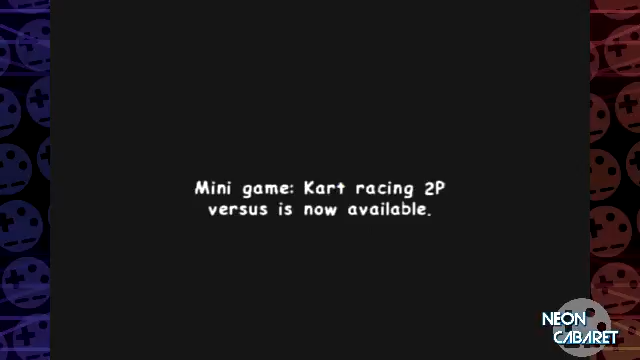 Mini game: Kart racing 2P
versus is now available.
NEON
CABARET